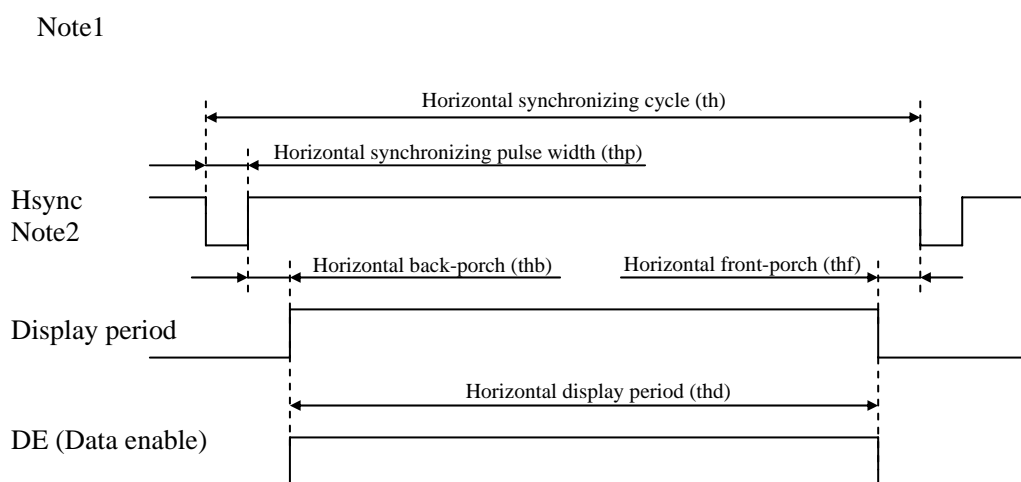 Note1
Horizontal synchronizing cycle (th)
Horizontal synchronizing pulse width (thp)
Hsync
Note2
Horizontal back-porch (thb)
Horizontal front-porch (thf)
Display period
Horizontal display period (thd)
DE (Data enable)